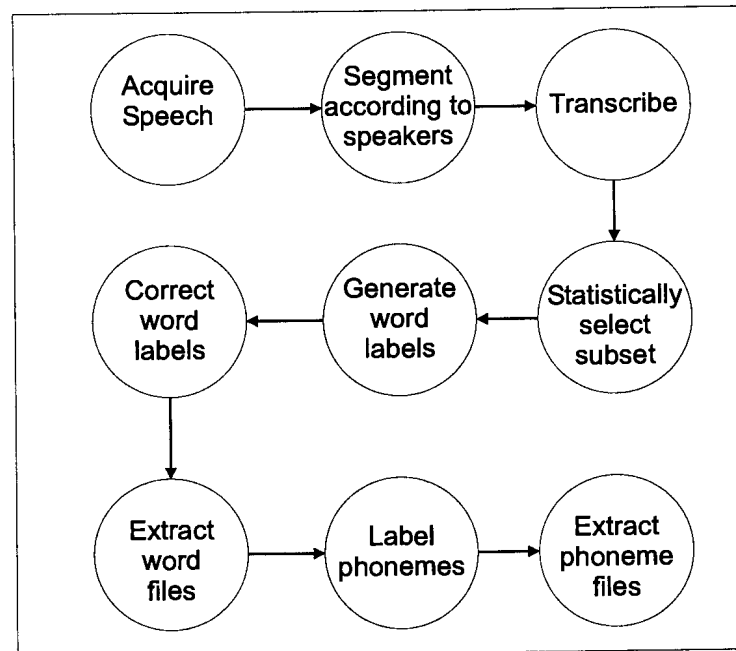 Acquire
Speech
Segment
according to
speakers
Transcribe
Correct
word
labels
Generate
word
labels
Statistically
select
subset
Extract
word
files
Label
phonemes
Extract
phoneme
files